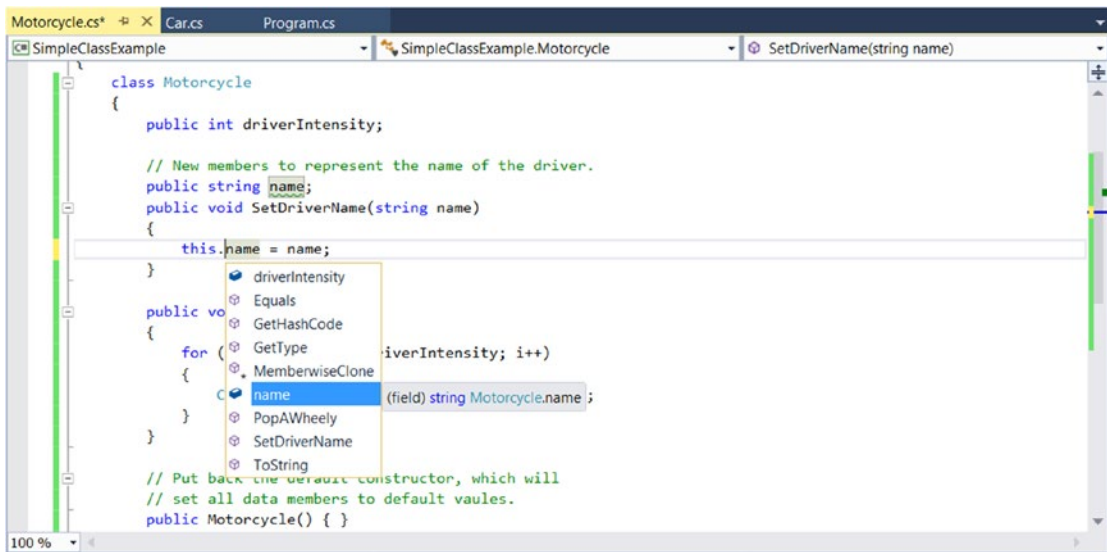 Motorcycle.cs* Car.cs Program.cs
SimpleClassExample SimpleClassExample.Motorcycle SetDriverName(string name)
{
class Motorcycle
{
public int driverIntensity;
// New members to represent the name of the driver.
public string name;
public void SetDriverName(string name)
{
this.name = name;
}
driverIntensity
Equals
public vo
GetHashCode
{
GetType
for ( iverIntensity; i++)
MemberwiseClone
{
C name (field) string Motorcycle.name ;
} PopAWheely
} SetDriverName
ToString
// Put back the default constructor, which will
// set all data members to default vaules.
public Motorcycle() { }
100 %